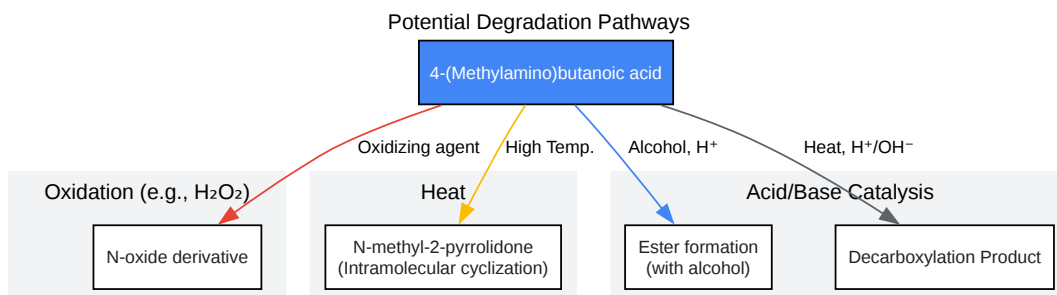 Potential Degradation Pathways
4-(Methylamino)butanoic acid
Oxidizing agent
High Temp.
Alcohol, H⁺
Heat, H⁺/OH⁻
Oxidation (e.g., H₂O₂)
Heat
Acid/Base Catalysis
N-oxide derivative
N-methyl-2-pyrrolidone
(Intramolecular cyclization)
Ester formation
(with alcohol)
Decarboxylation Product